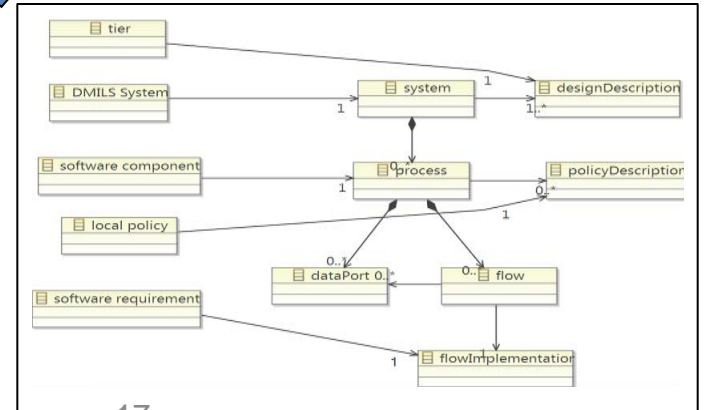 tier
1
DMILS System
system
designDescription
1
1..*
software component
0..*
process
policyDescription
1
0..*
local policy
1
0..*
dataPort
0..*
0..
flow
software requirement
1
flowImplementation
1
17